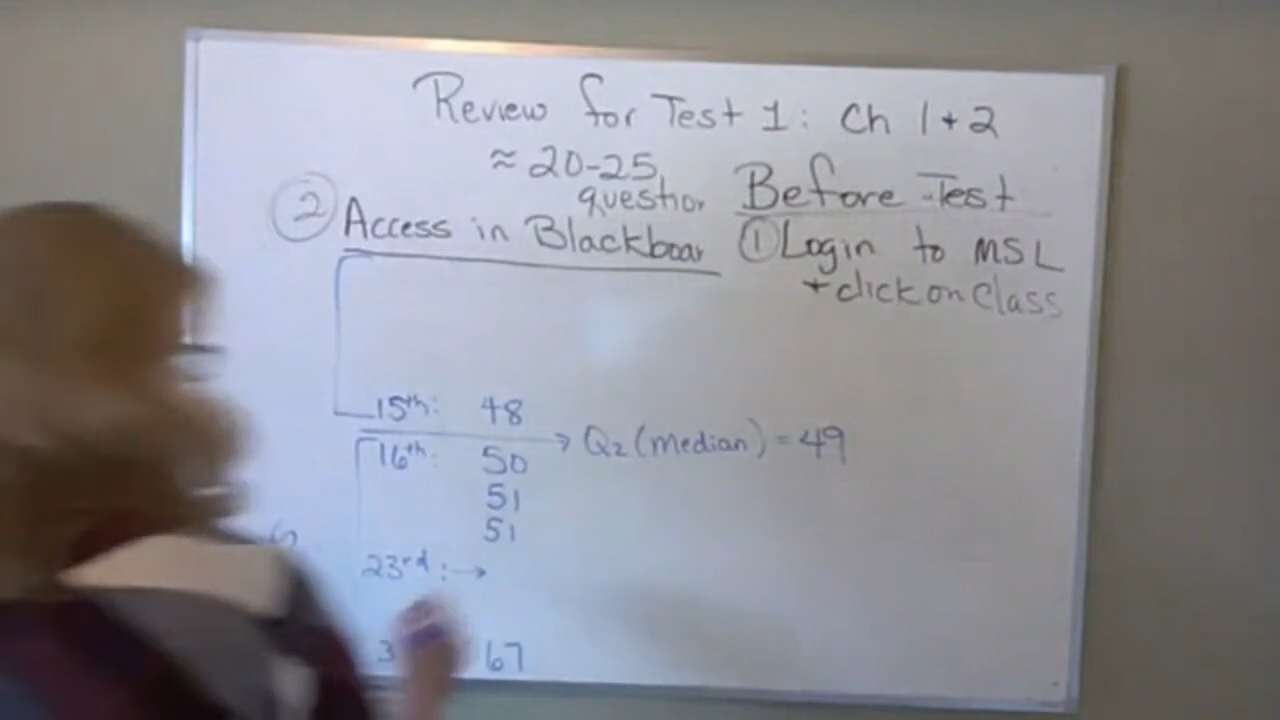 Review for Test 1: Ch 1 + 2
≈ 20-25
question
Before Test
② Access in Blackboar
① Login to MSL
+ click on Class
15th: 48
→ Q2 (median) = 49
16th: 50
51
51
23rd: →
3 67